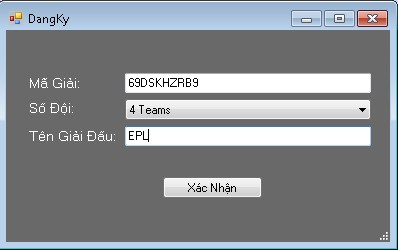 DangKy
Mã Giải: 69DSKHZRB9
Số Đội: 4 Teams
Tên Giải Đấu: EPL
Xác Nhận